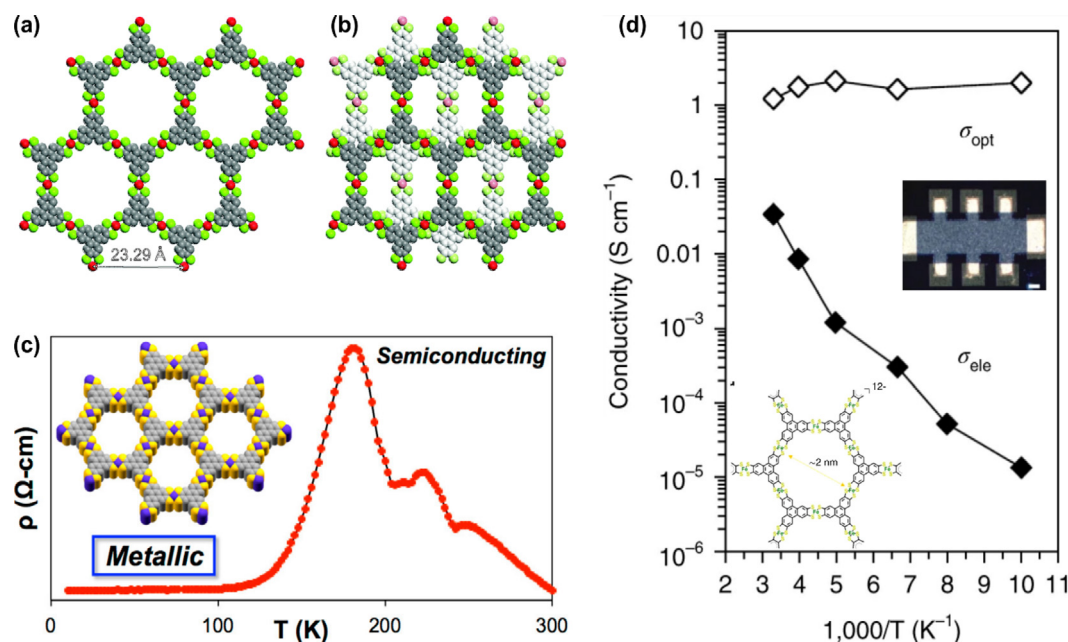 (a)
(b)
23.29 Å
(c)
Semiconducting
Metallic
ρ (Ω-cm)
0
100
200
300
T (K)
(d)
10
1
0.1
0.01
10⁻³
10⁻⁴
10⁻⁵
10⁻⁶
Conductivity (S cm⁻¹)
σopt
σele
12-
~2 nm
2
3
4
5
6
7
8
9
10
11
1,000/T (K⁻¹)